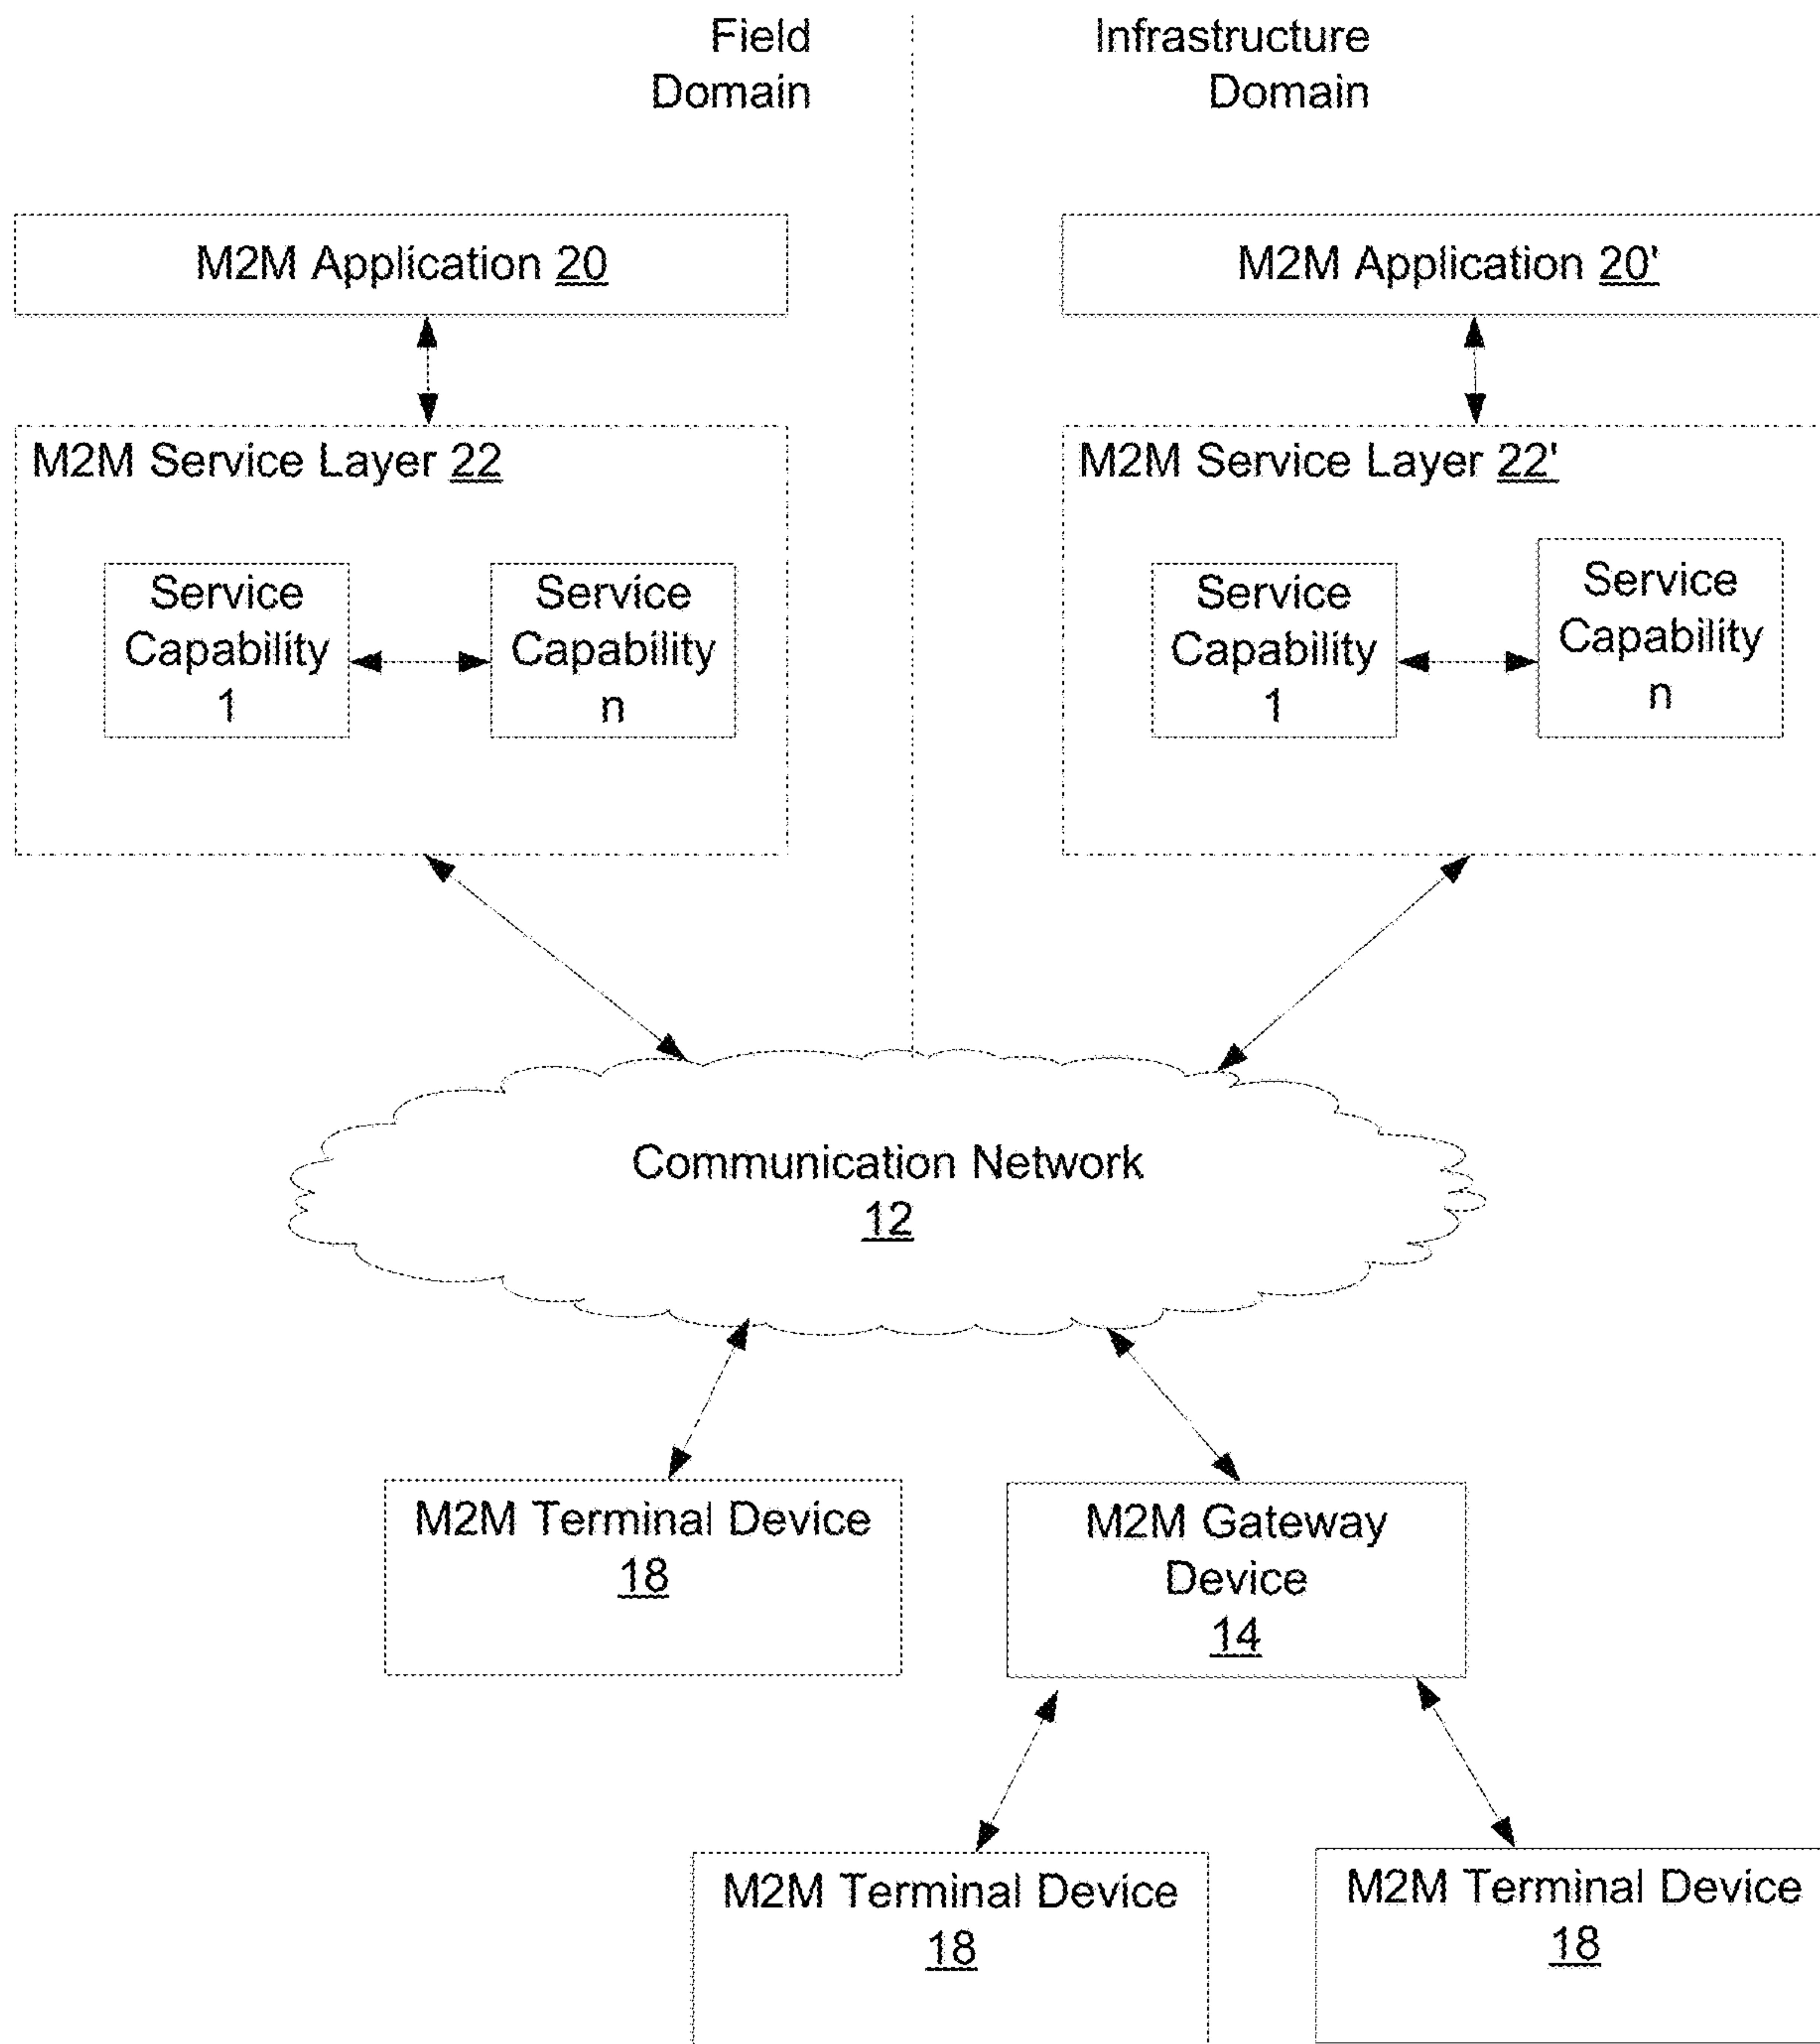 Field
Domain
Infrastructure
Domain
M2M Application 20
M2M Application 20'
M2M Service Layer 22
Service
Capability
1
Service
Capability
n
M2M Service Layer 22'
Service
Capability
1
Service
Capability
n
Communication Network
12
M2M Terminal Device
18
M2M Gateway
Device
14
M2M Terminal Device
18
M2M Terminal Device
18